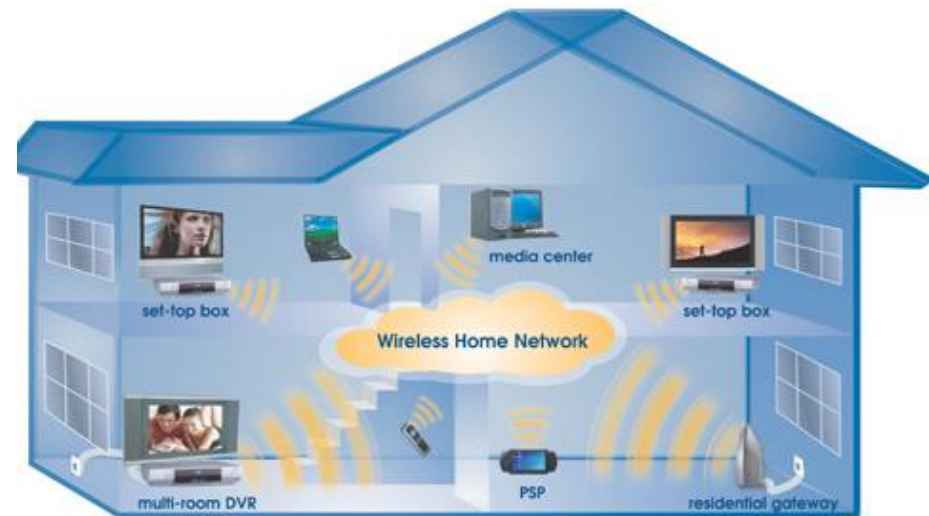 media center
set-top box
set-top box
Wireless Home Network
multi-room DVR
PSP
residential gateway